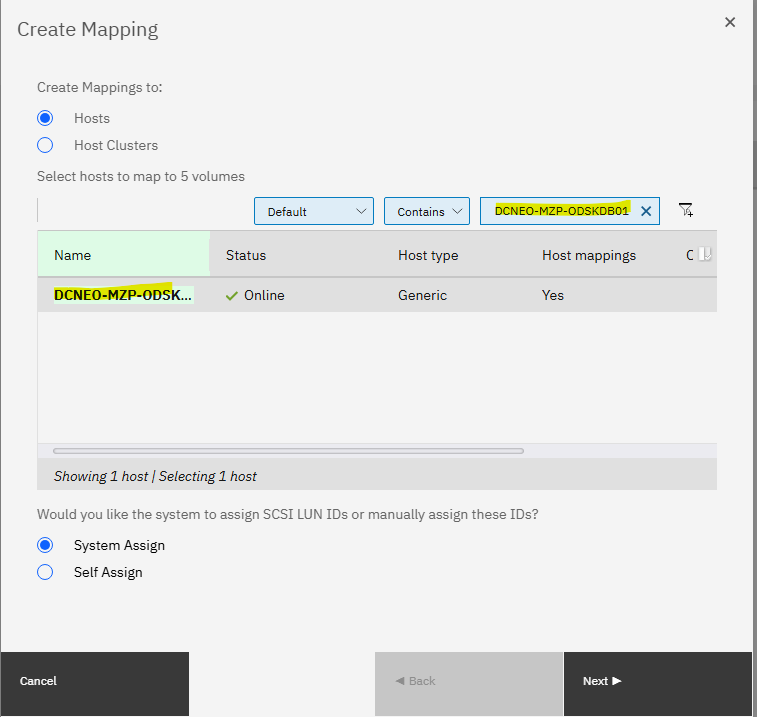 Create Mapping
Create Mappings to:
Hosts
Host Clusters
Select hosts to map to 5 volumes
Default Contains DCNEO-MZP-ODSKDB01
Name Status Host type Host mappings C
DCNEO-MZP-ODSK... Online Generic Yes
Showing 1 host | Selecting 1 host
Would you like the system to assign SCSI LUN IDs or manually assign these IDs?
System Assign
Self Assign
Cancel Back Next